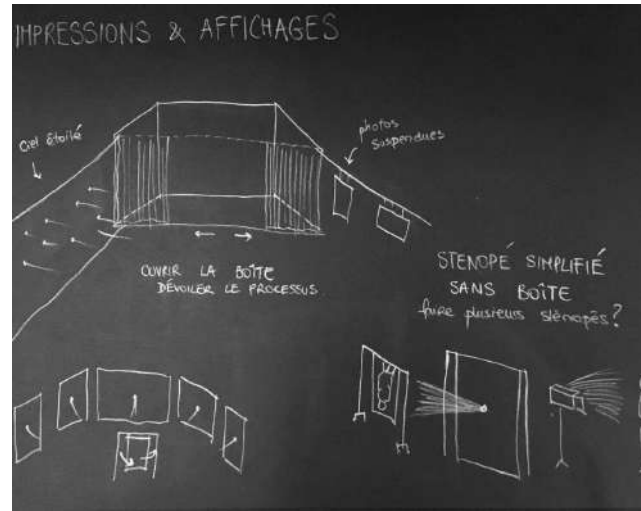 IMPRESSIONS & AFFICHAGES
Ciel étoilé
photos
suspendues
OUVRIR LA BOÎTE
DÉVOILER LE PROCESSUS.
STENOPÉ SIMPLIFIÉ
SANS BOÎTE
faire plusieurs sténopés?